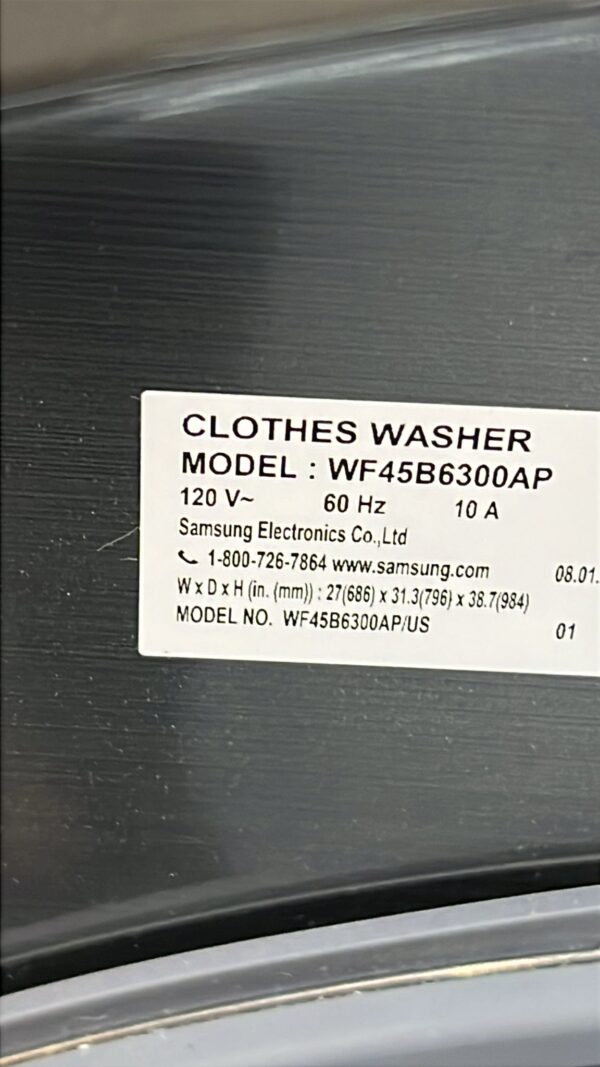 CLOTHES WASHER
MODEL : WF45B6300AP
120 V~ 60 Hz 10 A
Samsung Electronics Co.,Ltd
1-800-726-7864 www.samsung.com 08.01.
W x D x H (in. (mm)) : 27(686) x 31.3(796) x 38.7(984)
MODEL NO. WF45B6300AP/US 01